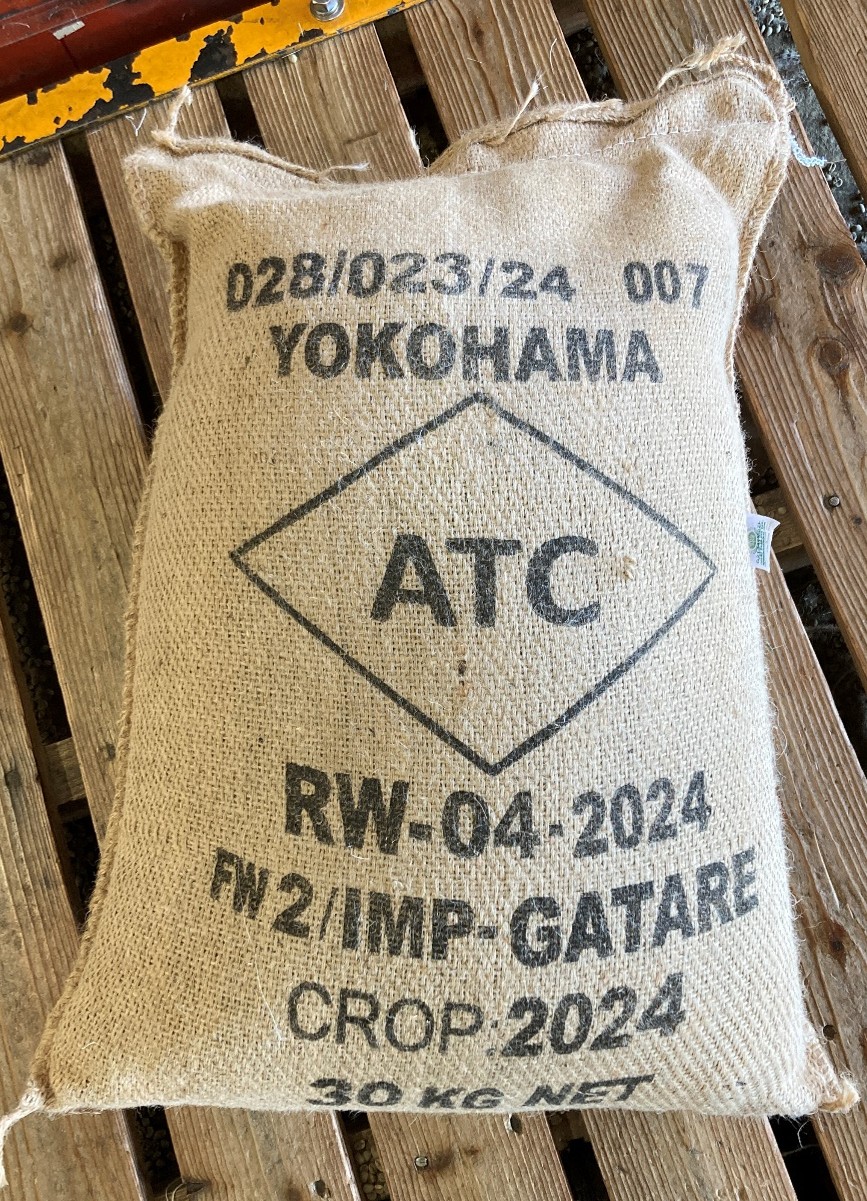 028/023/24 007
YOKOHAMA
ATC
RW-04-2024
FW2/IMP-GATARE
CROP:2024
30 KG NET